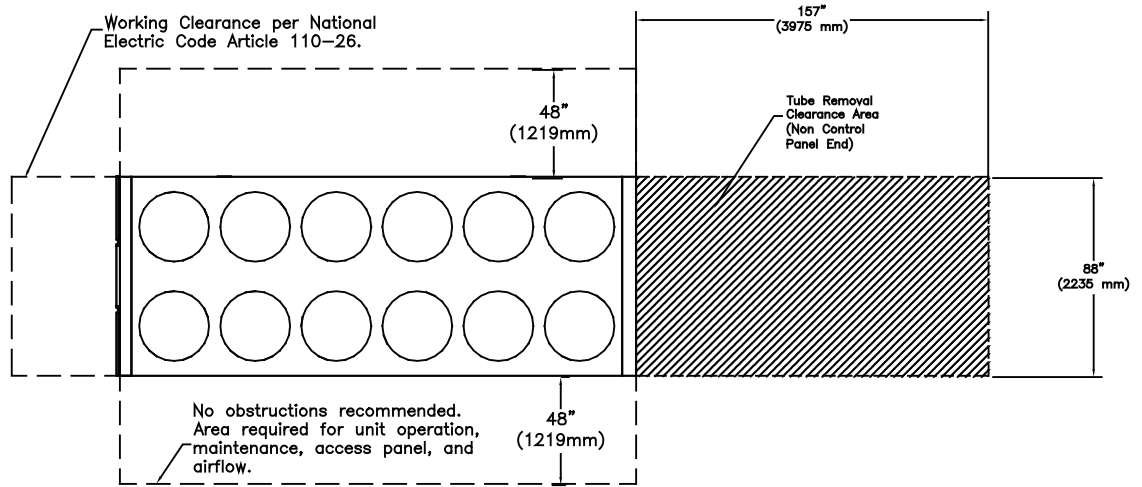 Working Clearance per National
Electric Code Article 110-26.
157"
(3975 mm)
48"
(1219mm)
Tube Removal
Clearance Area
(Non Control
Panel End)
88"
(2235 mm)
No obstructions recommended.
Area required for unit operation,
maintenance, access panel, and
airflow.
48"
(1219mm)